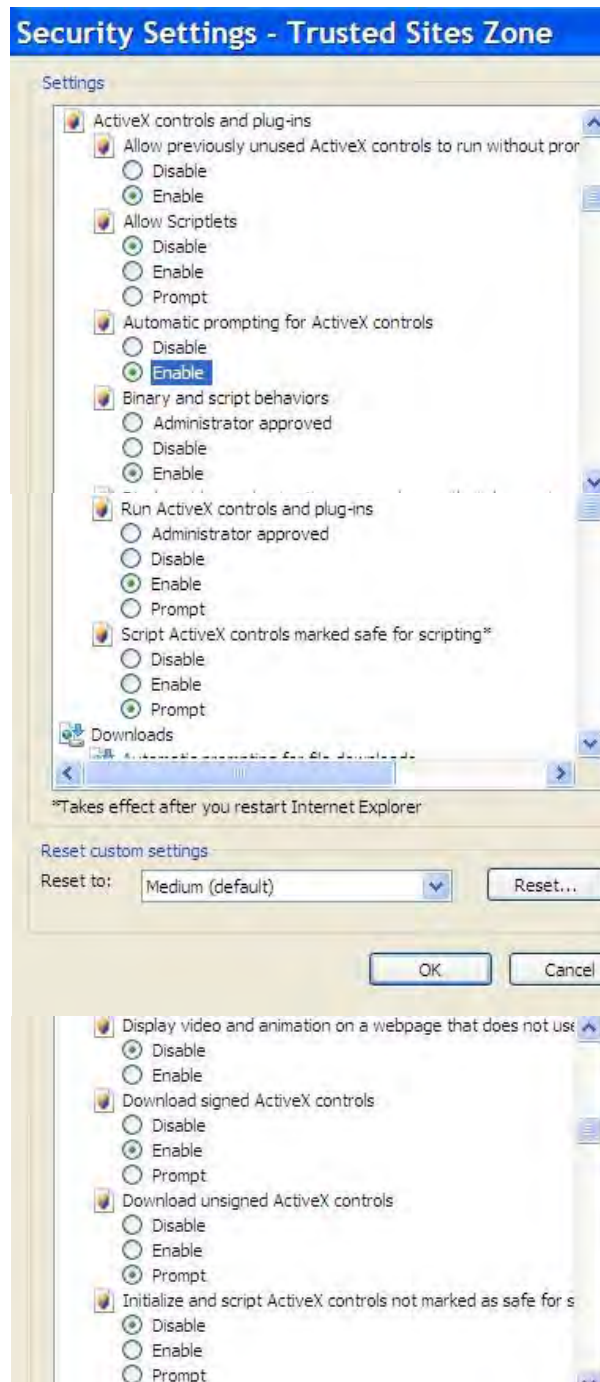 Security Settings - Trusted Sites Zone
Settings
ActiveX controls and plug-ins
Allow previously unused ActiveX controls to run without pror
Disable
Enable
Allow Scriptlets
Disable
Enable
Prompt
Automatic prompting for ActiveX controls
Disable
Enable
Binary and script behaviors
Administrator approved
Disable
Enable
Run ActiveX controls and plug-ins
Administrator approved
Disable
Enable
Prompt
Script ActiveX controls marked safe for scripting*
Disable
Enable
Prompt
Downloads
Automatic prompting for file downloads
*Takes effect after you restart Internet Explorer
Reset custom settings
Reset to: Medium (default) Reset...
OK Cancel
Display video and animation on a webpage that does not use
Disable
Enable
Download signed ActiveX controls
Disable
Enable
Prompt
Download unsigned ActiveX controls
Disable
Enable
Prompt
Initialize and script ActiveX controls not marked as safe for s
Disable
Enable
Prompt